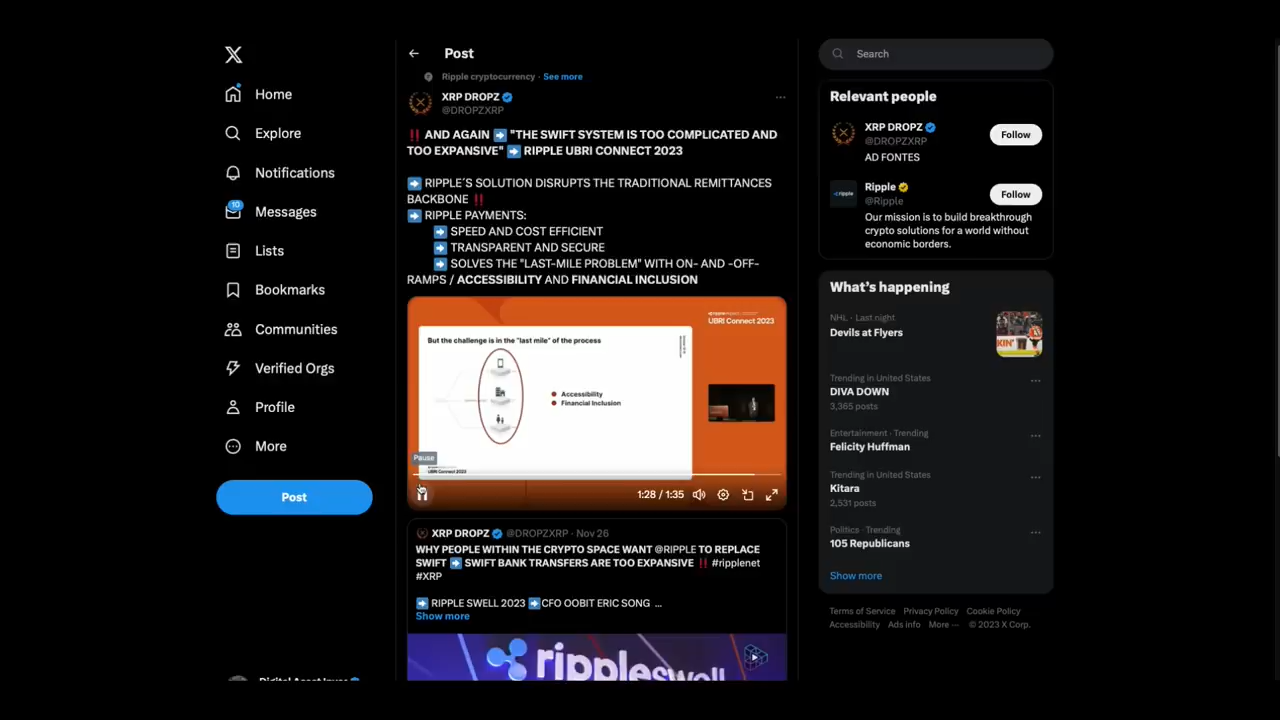 Home
Explore
Notifications
10
Messages
Lists
Bookmarks
Communities
Verified Orgs
Profile
More
Post
Post
Ripple cryptocurrency · See more
XRP DROPZ
@DROPZXRP
‼️ AND AGAIN ➡️ "THE SWIFT SYSTEM IS TOO COMPLICATED AND
TOO EXPENSIVE" ➡️ RIPPLE UBRI CONNECT 2023
➡️ RIPPLE´S SOLUTION DISRUPTS THE TRADITIONAL REMITTANCES
BACKBONE ‼️
➡️ RIPPLE PAYMENTS:
➡️ SPEED AND COST EFFICIENT
➡️ TRANSPARENT AND SECURE
➡️ SOLVES THE "LAST-MILE PROBLEM" WITH ON- AND -OFF-
RAMPS / ACCESSIBILITY AND FINANCIAL INCLUSION
UBRI Connect 2023
But the challenge is in the "last mile" of the process
Accessibility
Financial Inclusion
Pause
UBRI Connect 2023
1:28 / 1:35
XRP DROPZ @DROPZXRP · Nov 26
WHY PEOPLE WITHIN THE CRYPTO SPACE WANT @RIPPLE TO REPLACE
SWIFT ➡️ SWIFT BANK TRANSFERS ARE TOO EXPENSIVE ‼️ #ripplenet
#XRP
➡️ RIPPLE SWELL 2023 ➡️CFO OOBIT ERIC SONG ...
Show more
rippleswell
Search
Relevant people
XRP DROPZ
@DROPZXRP
AD FONTES
Follow
ripple
Ripple
@Ripple
Follow
Our mission is to build breakthrough
crypto solutions for a world without
economic borders.
What's happening
NHL · Last night
Devils at Flyers
Trending in United States
DIVA DOWN
3,365 posts
Entertainment · Trending
Felicity Huffman
Trending in United States
Kitara
2,531 posts
Politics · Trending
105 Republicans
Show more
Terms of Service Privacy Policy Cookie Policy
Accessibility Ads info More ··· © 2023 X Corp.